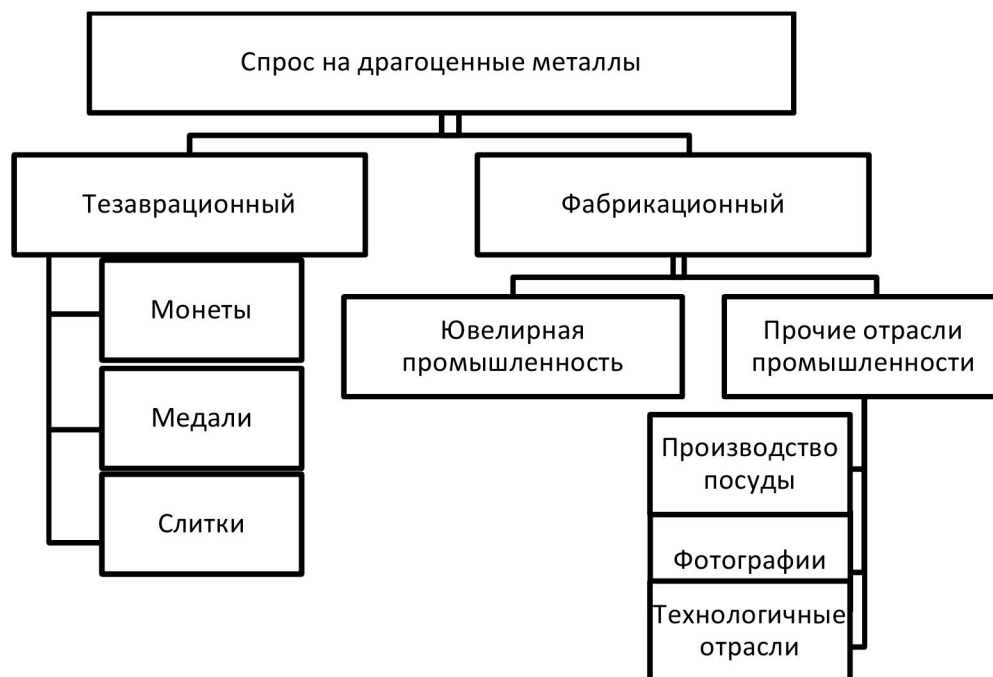 Спрос на драгоценные металлы
Тезаврационный
Фабрикационный
Монеты
Медали
Слитки
Ювелирная
промышленность
Прочие отрасли
промышленности
Производство
посуды
Фотографии
Технологичные
отрасли